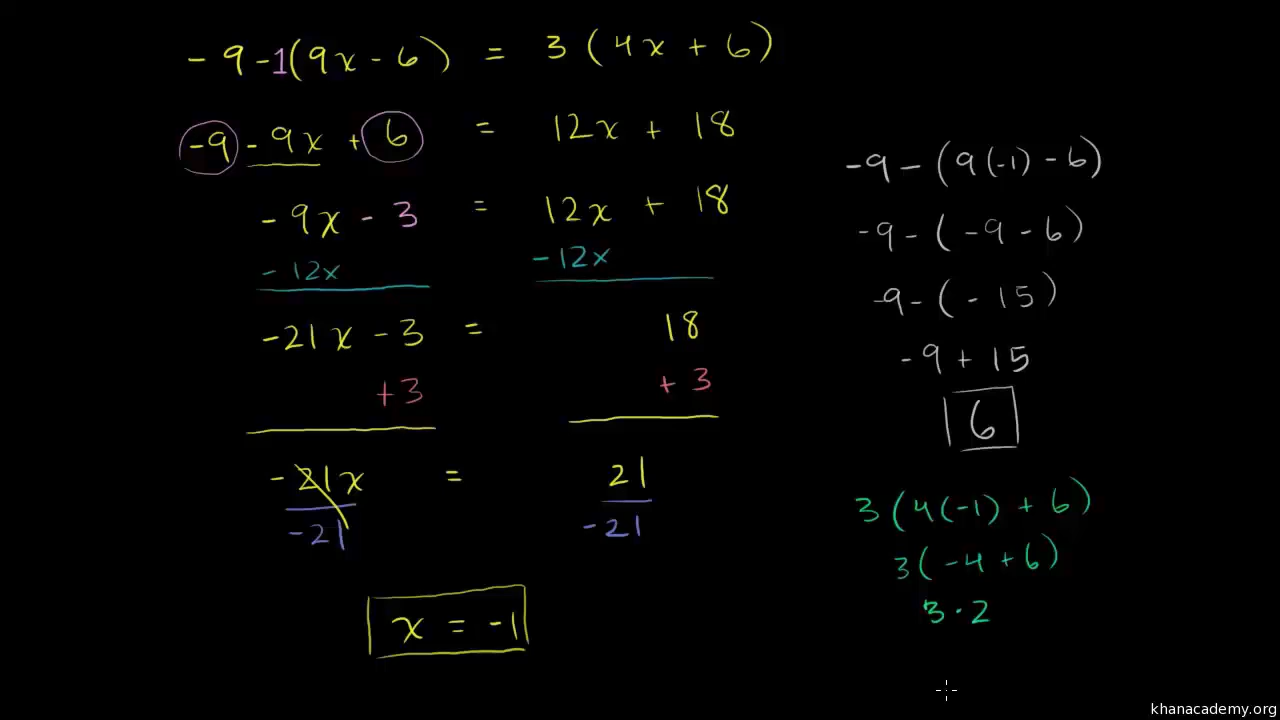 -9-1(9x-6) = 3(4x+6)
-9-9x+6 = 12x+18
-9x-3 = 12x+18
-12x -12x
-21x-3 = 18
+3 +3
-21x = 21
-21 -21
x = -1
-9-(9(-1)-6)
-9-(-9-6)
-9-(-15)
-9+15
6
3(4(-1)+6)
3(-4+6)
3·2
khanacademy.org